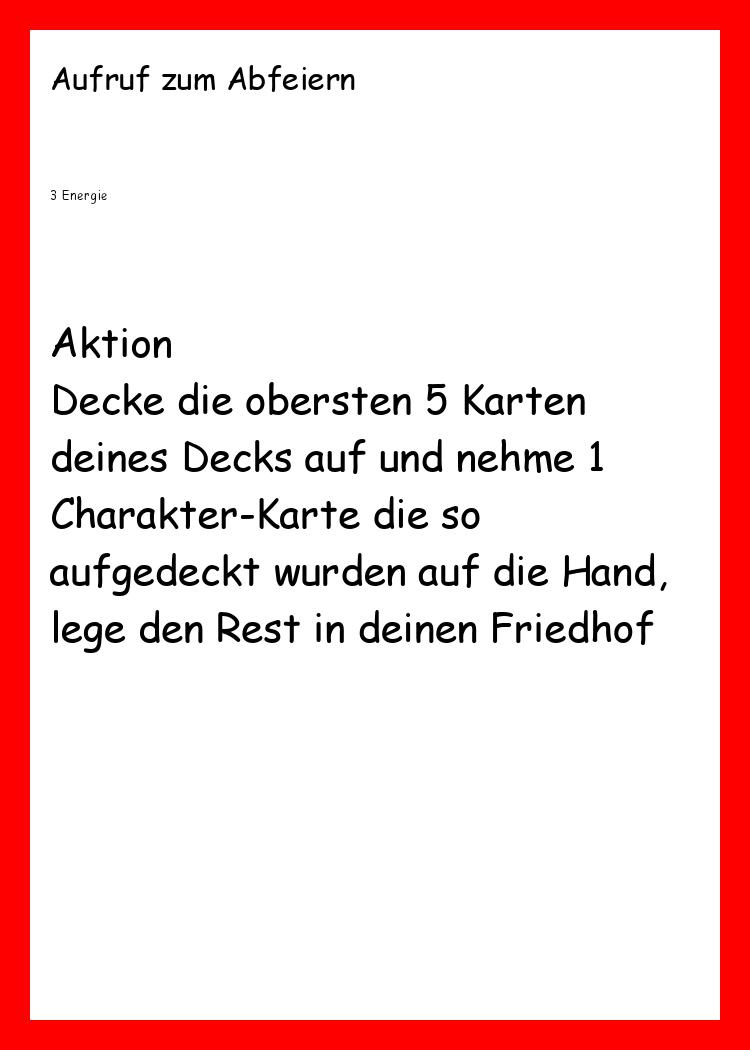 Aufruf zum Abfeiern
3 Energie
Aktion
Decke die obersten 5 Karten
deines Decks auf und nehme 1
Charakter-Karte die so
aufgedeckt wurden auf die Hand,
lege den Rest in deinen Friedhof